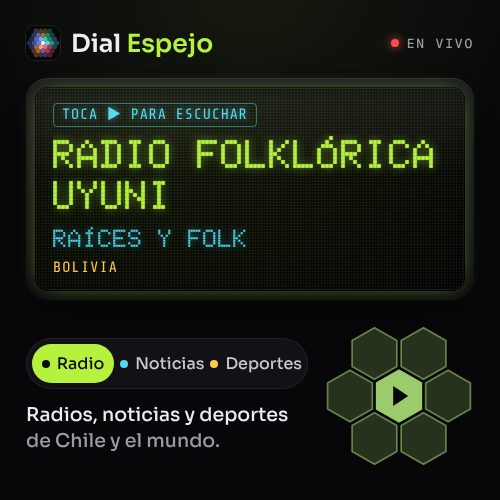 Dial Espejo
EN VIVO
TOCA ▶ PARA ESCUCHAR
RADIO FOLKLÓRICA
UYUNI
RAÍCES Y FOLK
BOLIVIA
Radio Noticias Deportes
Radios, noticias y deportes
de Chile y el mundo.